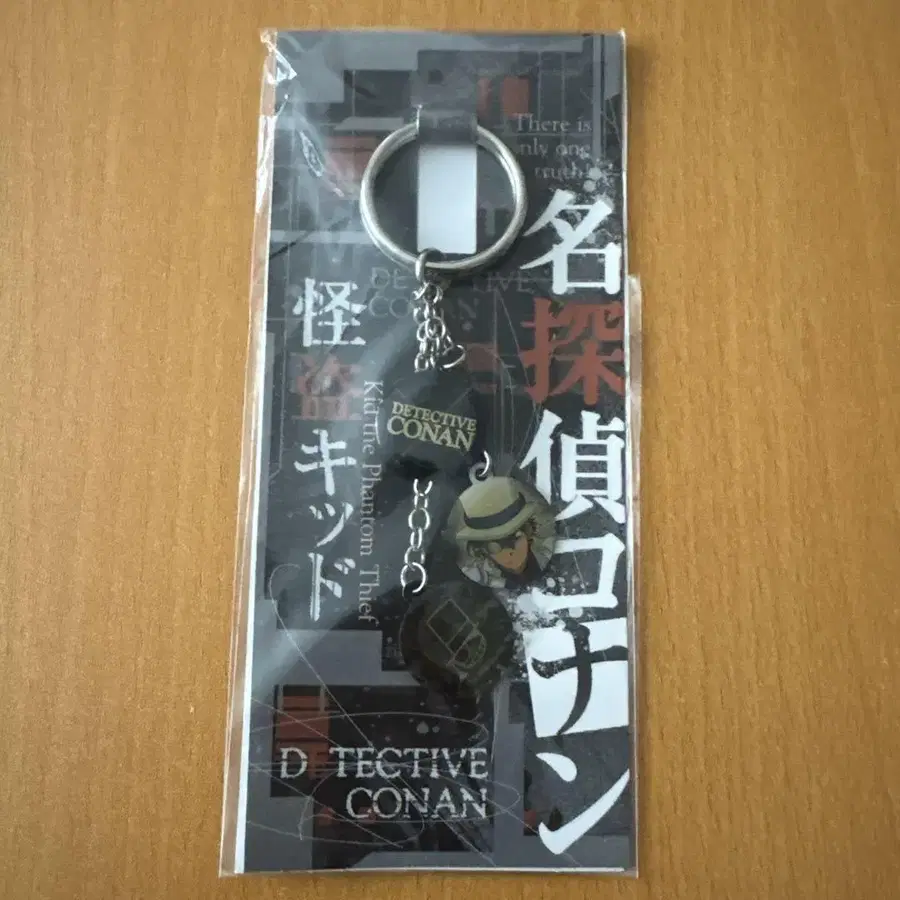 There is
only one
truth!
名探偵コナン
DETECTIVE
CONAN
怪盗キッド
Kid the Phantom Thief
DETECTIVE
CONAN
D TECTIVE
CONAN